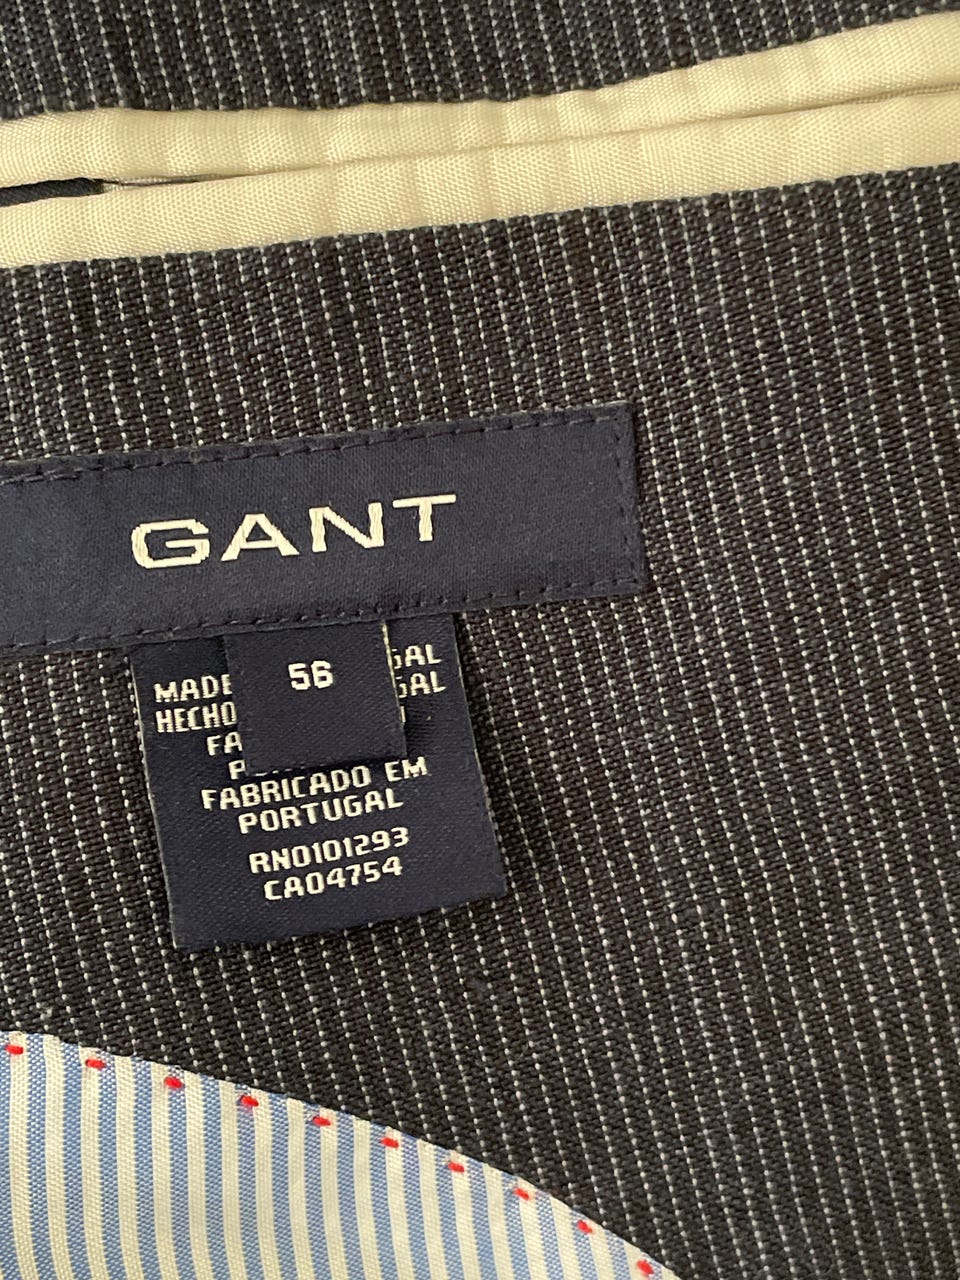 GANT
56
MADE
HECHO
FABRICADO EM
PORTUGAL
RN0101293
CA04754